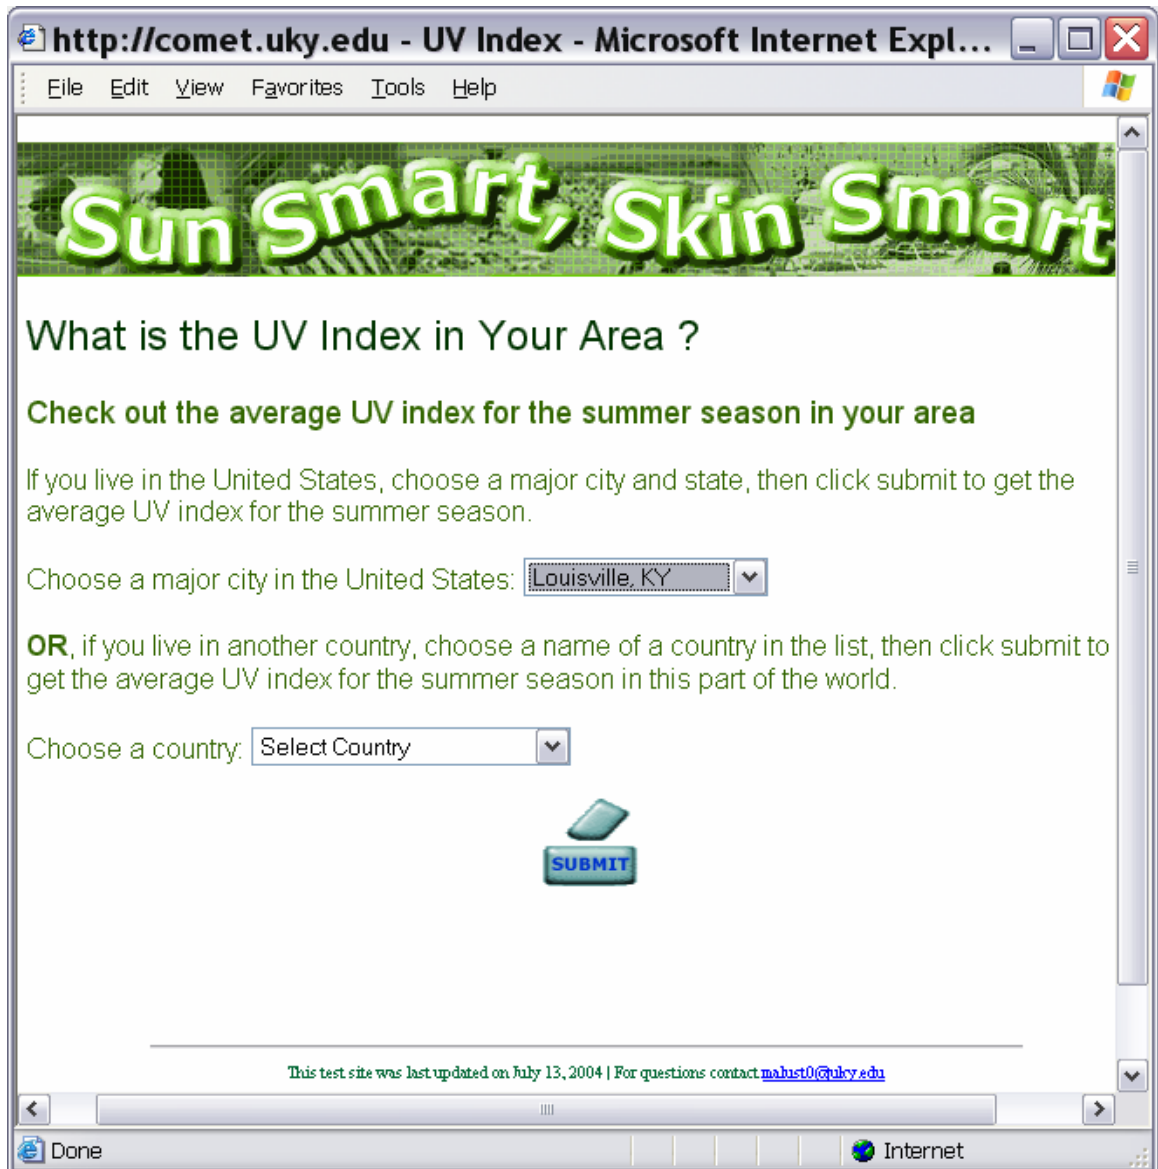 http://comet.uky.edu - UV Index - Microsoft Internet Expl...
File Edit View Favorites Tools Help
Sun Smart, Skin Smart
What is the UV Index in Your Area ?
Check out the average UV index for the summer season in your area
If you live in the United States, choose a major city and state, then click submit to get the
average UV index for the summer season.
Choose a major city in the United States: Louisville, KY
OR, if you live in another country, choose a name of a country in the list, then click submit to
get the average UV index for the summer season in this part of the world.
Choose a country: Select Country
SUBMIT
This test site was last updated on July 13, 2004 | For questions contact malust0@uky.edu
Done Internet